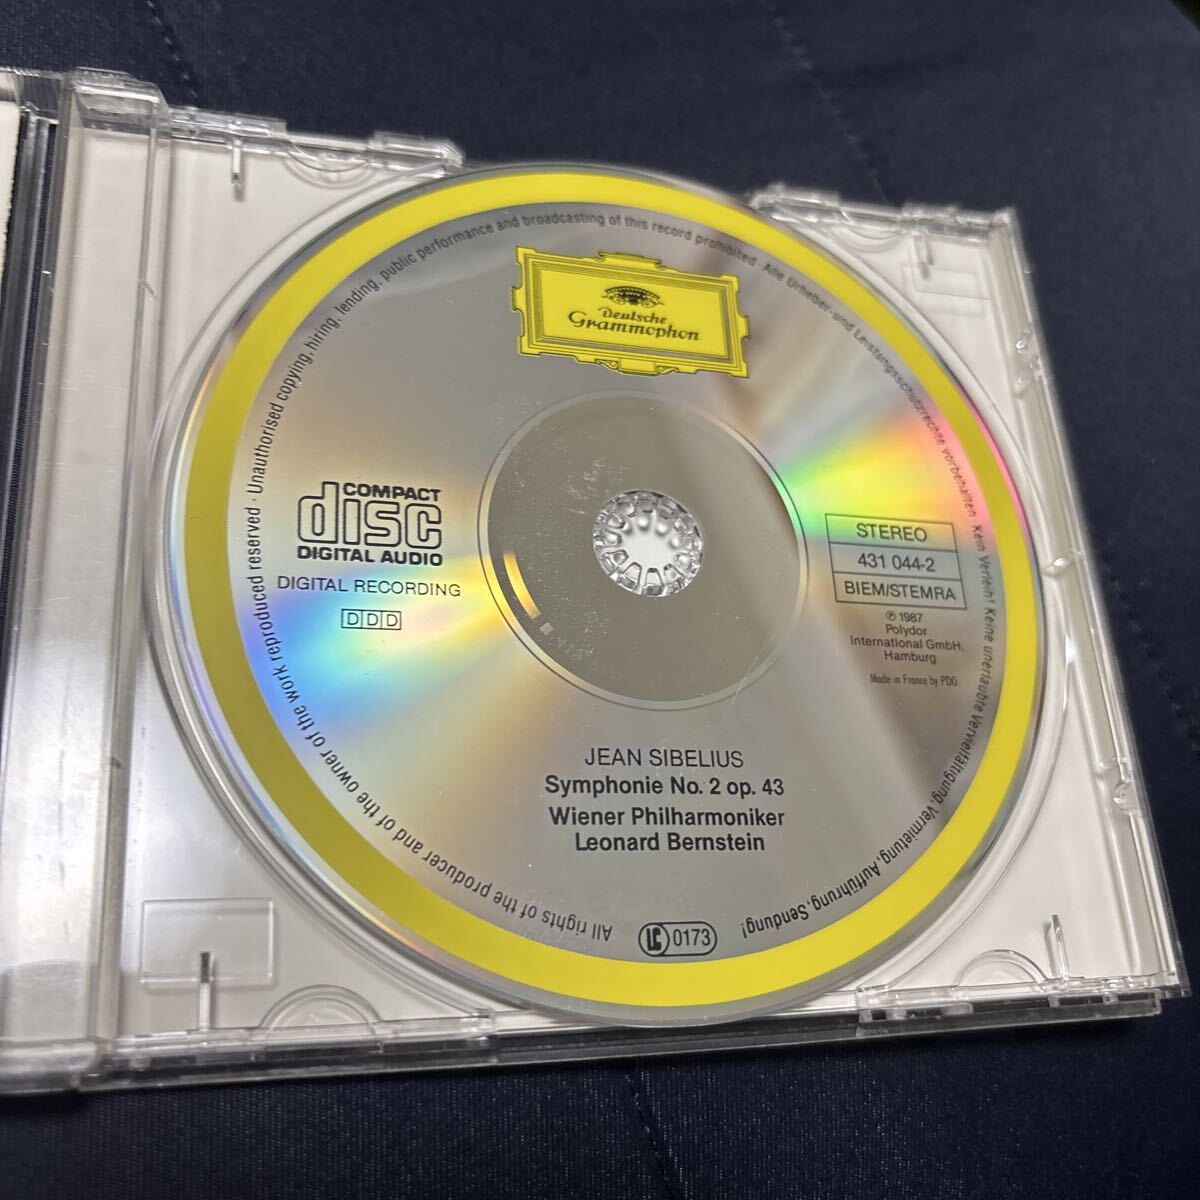 Deutsche
Grammophon
COMPACT
disc
DIGITAL AUDIO
DIGITAL RECORDING
DDD
STEREO
431 044-2
BIEM/STEMRA
℗ 1987
Polydor
International GmbH,
Hamburg
Made in France by PDO
JEAN SIBELIUS
Symphonie No. 2 op. 43
Wiener Philharmoniker
Leonard Bernstein
LC 0173
All rights of the producer and of the owner of the work reproduced reserved · Unauthorised copying, hiring, lending, public performance and broadcasting of this record prohibited · Alle Urheber- und Leistungsschutzrechte vorbehalten · Kein Verleih! Keine unerlaubte Vervielfältigung, Vermietung, Aufführung, Sendung!